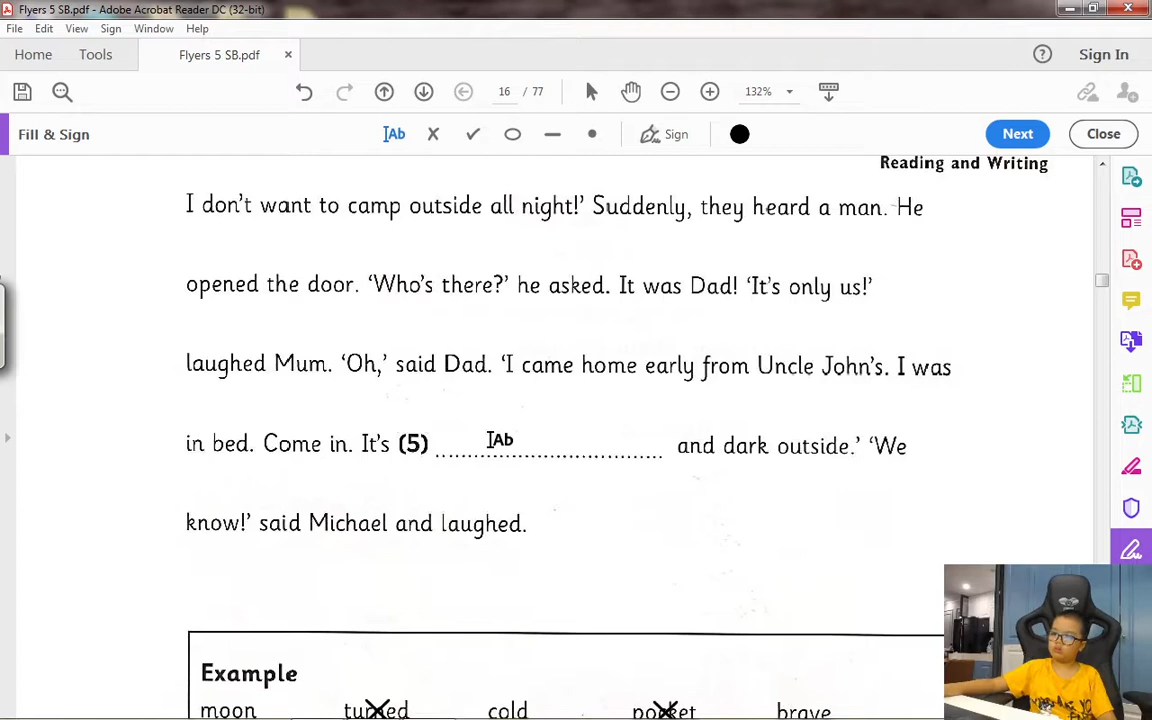 Flyers 5 SB.pdf - Adobe Acrobat Reader DC (32-bit)
File Edit View Sign Window Help
Home Tools Flyers 5 SB.pdf × Sign In
16 / 77 132%
Fill & Sign Ab Sign Next Close
Reading and Writing
I don't want to camp outside all night!' Suddenly, they heard a man. He
opened the door. 'Who's there?' he asked. It was Dad! 'It's only us!'
laughed Mum. 'Oh,' said Dad. 'I came home early from Uncle John's. I was
in bed. Come in. It's (5) ........................................ and dark outside.' 'We
Ab
know!' said Michael and laughed.
Example
moon turned cold pocket brave